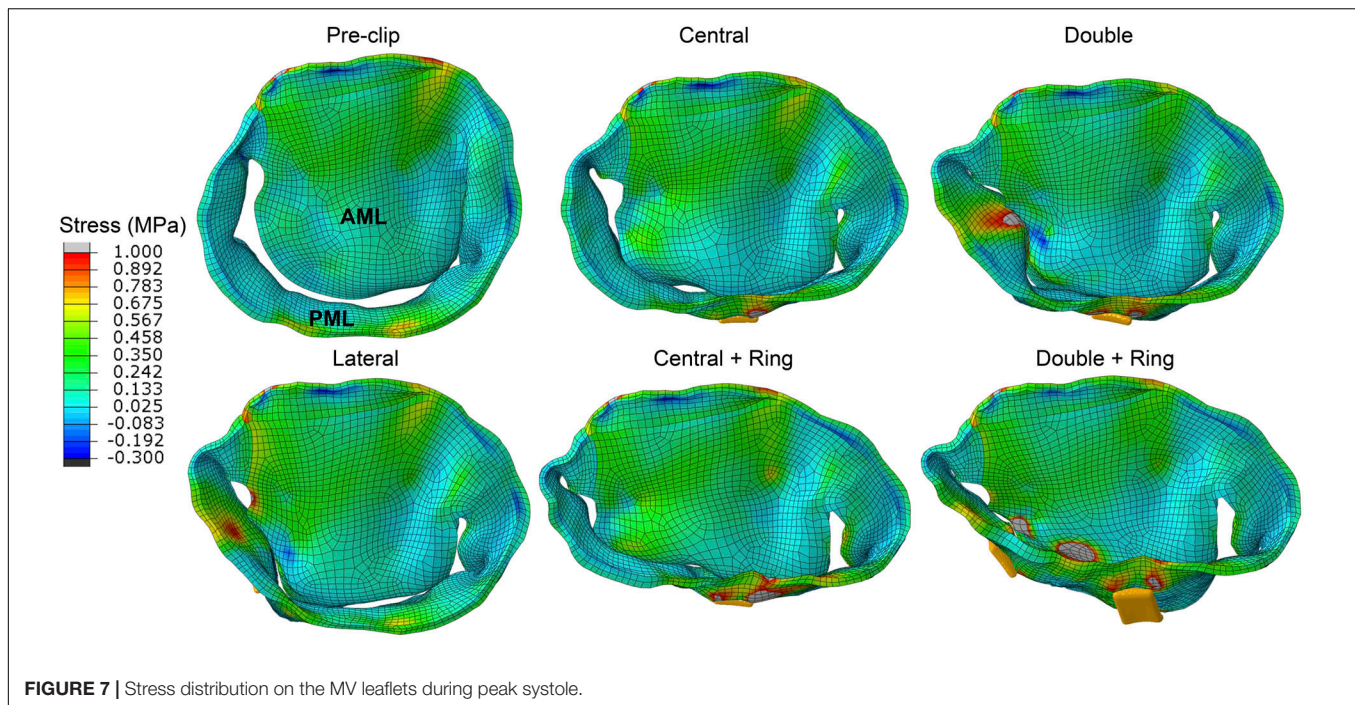 Pre-clip
Central
Double
Stress (MPa)
1.000
0.892
0.783
0.675
0.567
0.458
0.350
0.242
0.133
0.025
-0.083
-0.192
-0.300
AML
PML
Lateral
Central + Ring
Double + Ring
FIGURE 7 | Stress distribution on the MV leaflets during peak systole.